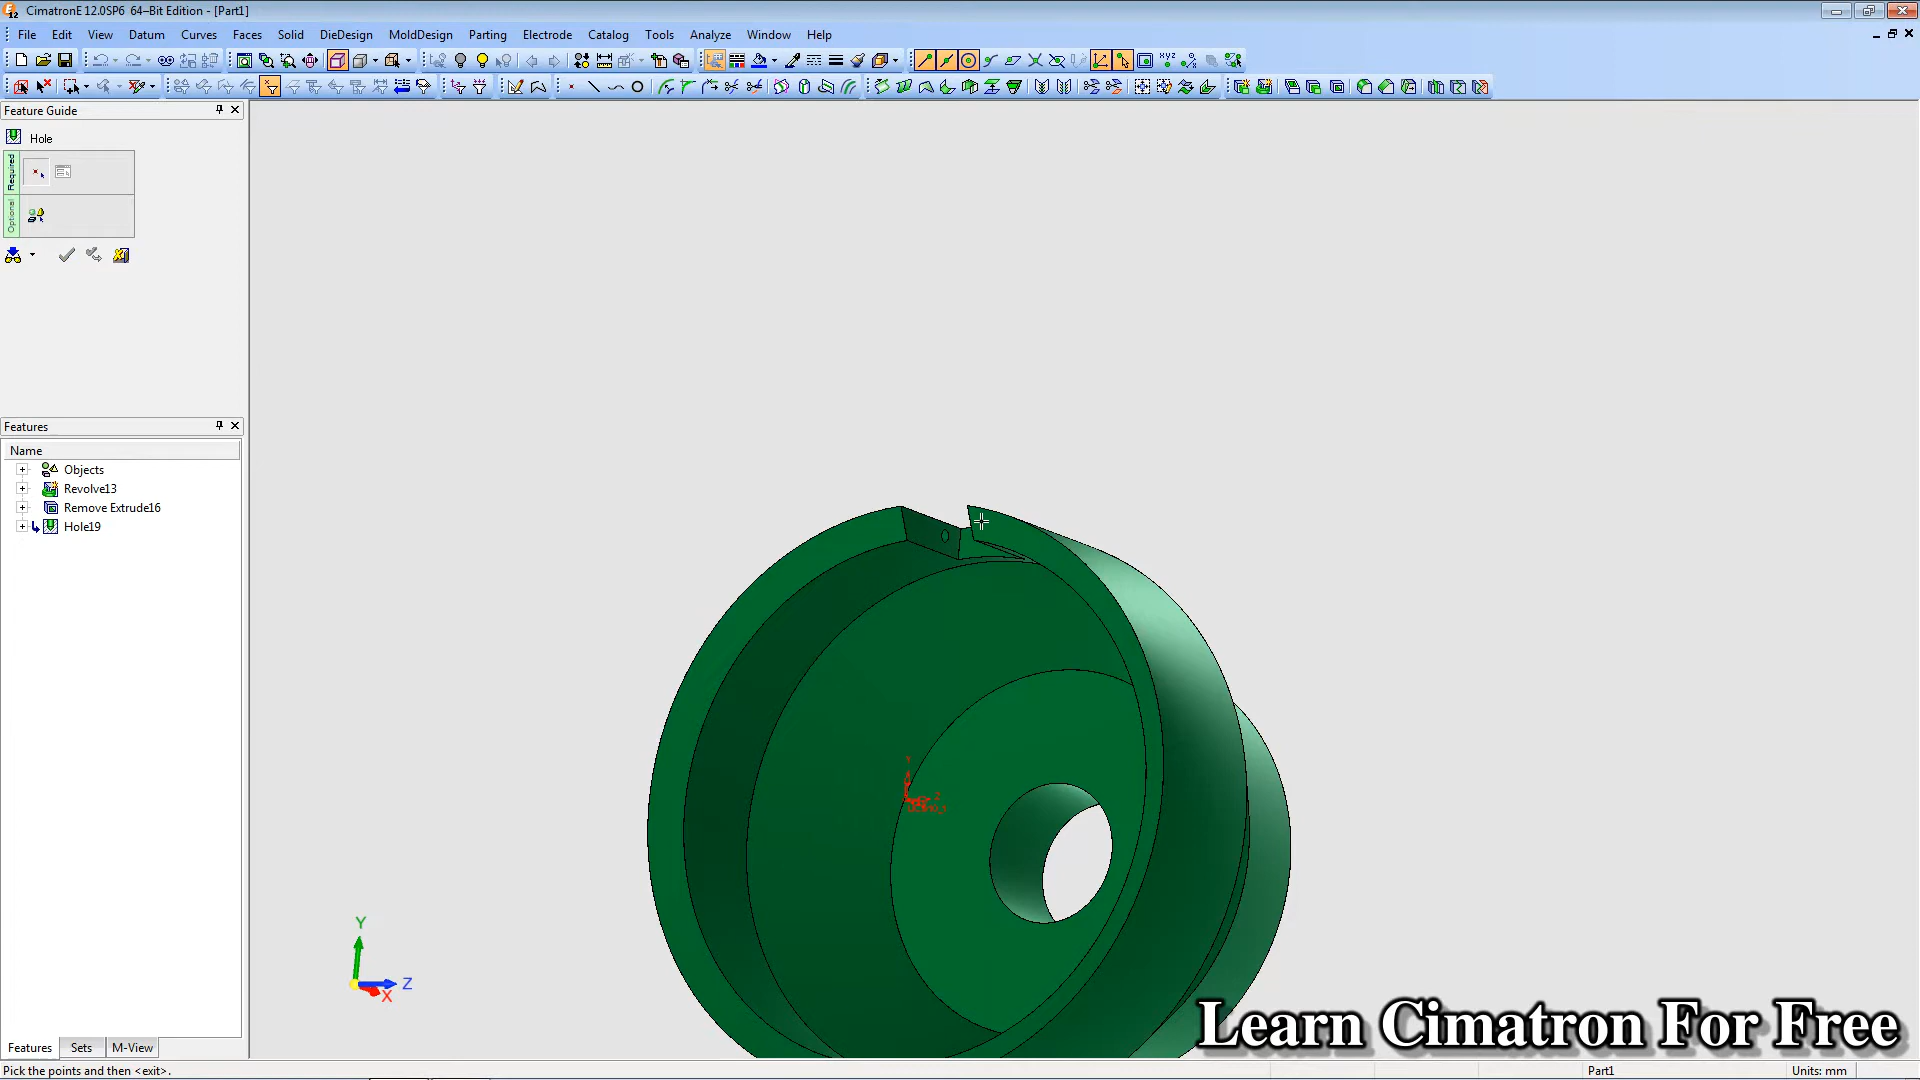 CimatronE 12.0SP6 64–Bit Edition - [Part1]
File Edit View Datum Curves Faces Solid DieDesign MoldDesign Parting Electrode Catalog Tools Analyze Window Help
Feature Guide
Hole
Required
Optional
Features
Name
Objects
Revolve13
Remove Extrude16
Hole19
Y
Z
X
Features Sets M-View
Learn Cimatron For Free
Pick the points and then <exit>.
Part1
Units: mm